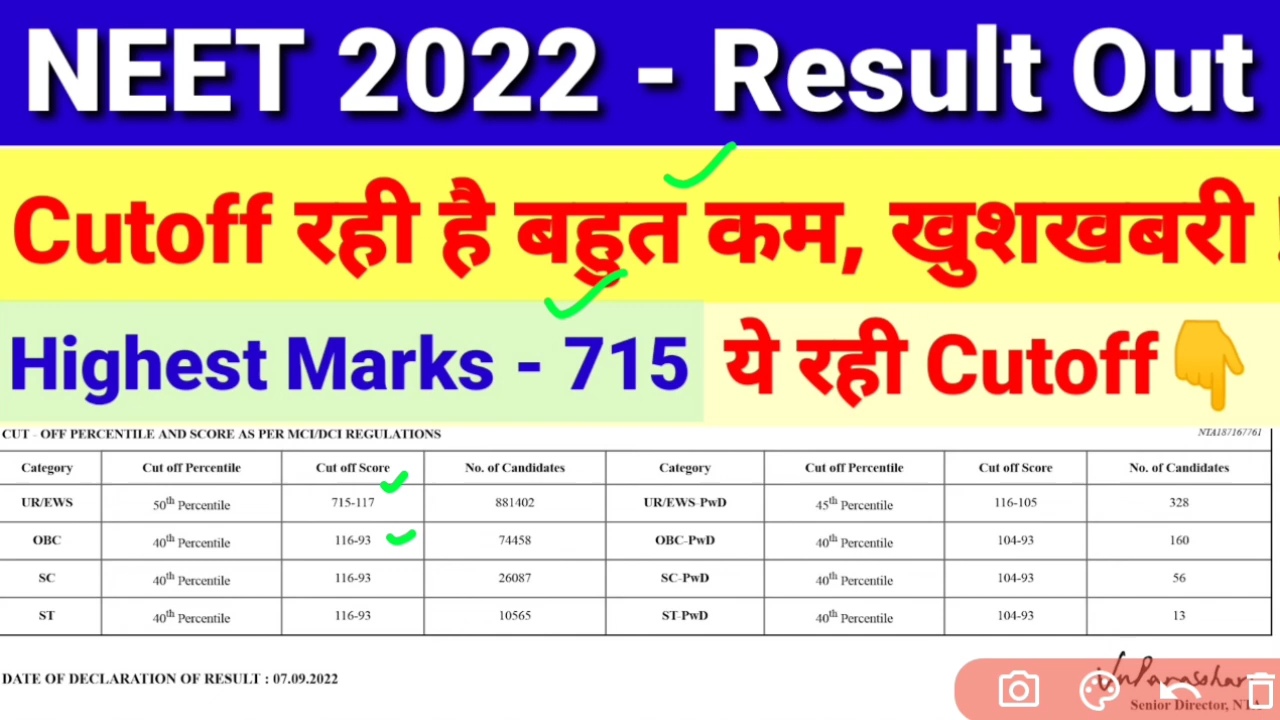 NEET 2022 - Result Out
Cutoff रही है बहुत कम, खुशखबरी !
Highest Marks - 715 ये रही Cutoff
CUT - OFF PERCENTILE AND SCORE AS PER MCI/DCI REGULATIONS NTA187167761
Category Cut off Percentile Cut off Score No. of Candidates Category Cut off Percentile Cut off Score No. of Candidates
UR/EWS 50th Percentile 715-117 881402 UR/EWS-PwD 45th Percentile 116-105 328
OBC 40th Percentile 116-93 74458 OBC-PwD 40th Percentile 104-93 160
SC 40th Percentile 116-93 26087 SC-PwD 40th Percentile 104-93 56
ST 40th Percentile 116-93 10565 ST-PwD 40th Percentile 104-93 13
DATE OF DECLARATION OF RESULT : 07.09.2022
Senior Director, NTA